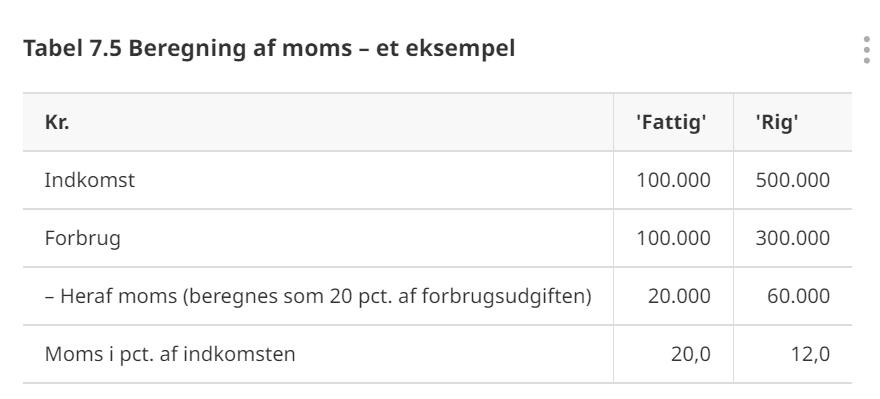 Tabel 7.5 Beregning af moms – et eksempel
Kr. 'Fattig' 'Rig'
Indkomst 100.000 500.000
Forbrug 100.000 300.000
– Heraf moms (beregnes som 20 pct. af forbrugsudgiften) 20.000 60.000
Moms i pct. af indkomsten 20,0 12,0